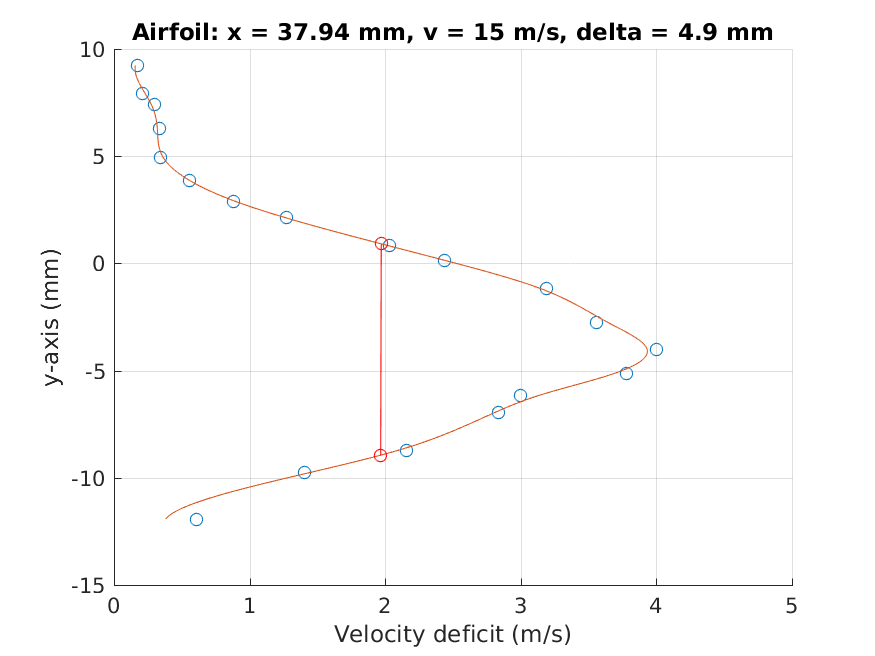 Airfoil: x = 37.94 mm, v = 15 m/s, delta = 4.9 mm
10
5
0
-5
-10
-15
y-axis (mm)
0 1 2 3 4 5
Velocity deficit (m/s)